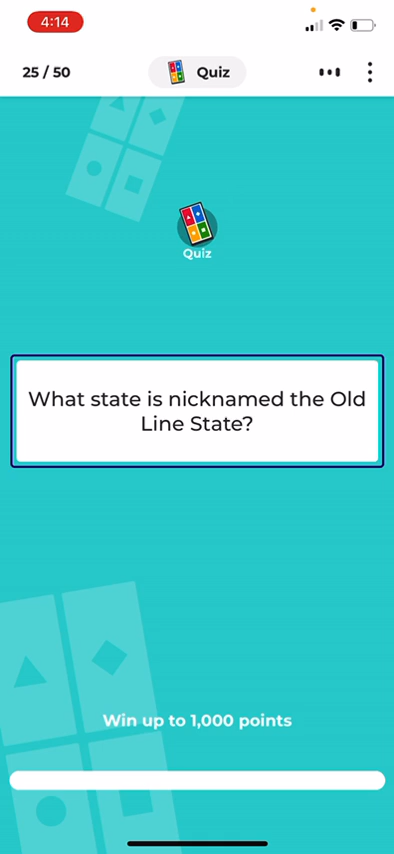 4:14
25 / 50
Quiz
Quiz
What state is nicknamed the Old
Line State?
Win up to 1,000 points